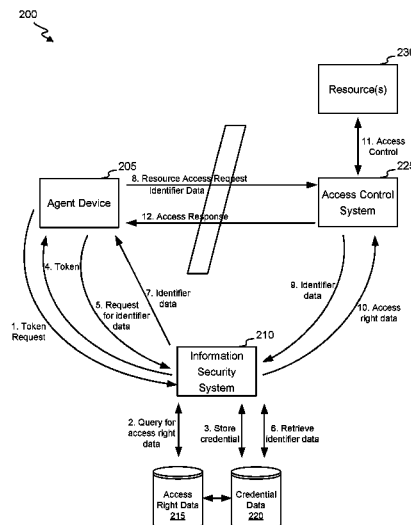 200
230
Resource(s)
11. Access
Control
205
225
8. Resource Access Request
Identifier Data
Agent Device
Access Control
System
12. Access Response
4. Token
7. Identifier
data
5. Request
for identifier
data
9. Identifier
data
10. Access
right data
1. Token
Request
210
Information
Security
System
2. Query for
access right
data
3. Store
credential
6. Retrieve
identifier data
Access
Right Data
215
Credential
Data
220